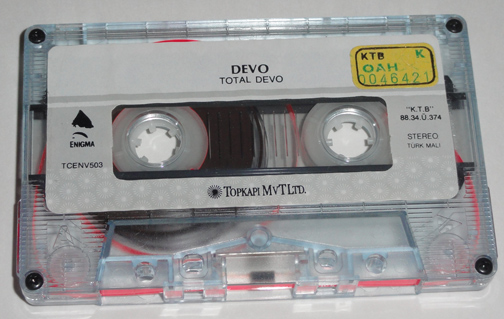 DEVO
TOTAL DEVO
KTB K
OAH
0046421
ENIGMA
TCENV503
"K.T.B"
88.34.Ü.374
STEREO
TÜRK MALI
TOPKAPI MVT LTD.